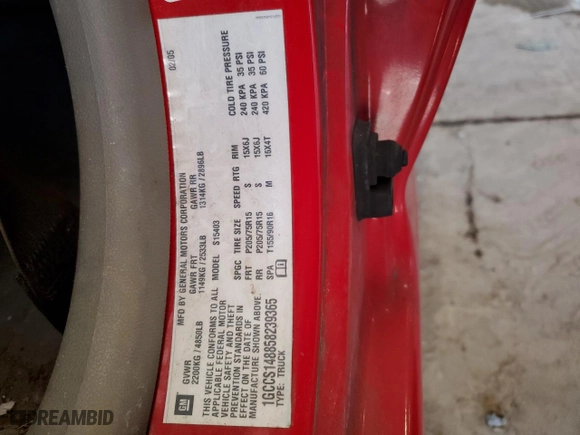 MFD BY GENERAL MOTORS CORPORATION
02/05
GVWR GAWR FRT GAWR RR
2200KG / 4850LB 1149KG / 2533LB 1314KG / 2896LB
THIS VEHICLE CONFORMS TO ALL
APPLICABLE FEDERAL MOTOR
VEHICLE SAFETY AND THEFT
PREVENTION STANDARDS IN
EFFECT ON THE DATE OF
MANUFACTURE SHOWN ABOVE.
1GCCS148858239365
TYPE: TRUCK
MODEL S15403
SPGC TIRE SIZE SPEED RTG RIM COLD TIRE PRESSURE
FRT P205/75R15 S 15X6J 240 KPA 35 PSI
RR P205/75R15 S 15X6J 240 KPA 35 PSI
SPA T155/90R16 M 16X4T 420 KPA 60 PSI
GM
DREAMBID